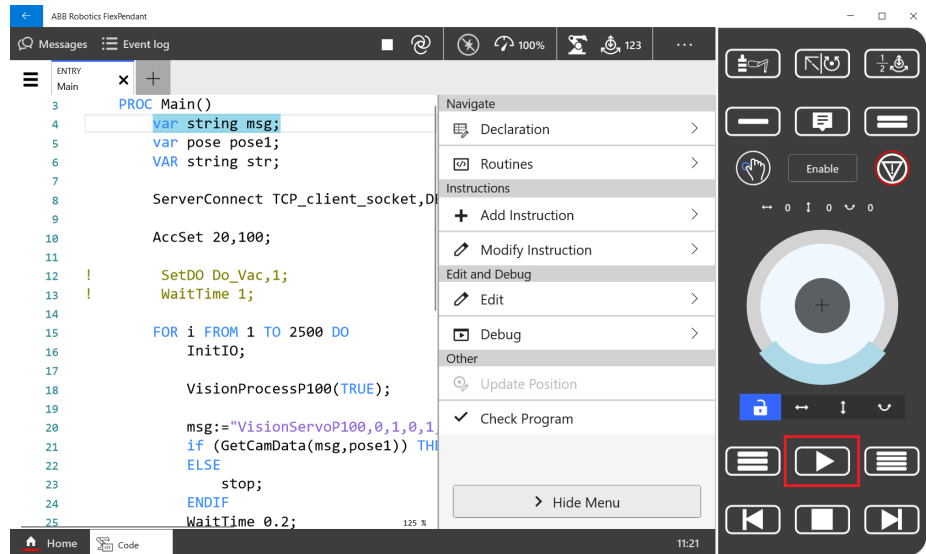 ABB Robotics FlexPendant
Messages Event log 100% 123 ...
ENTRY
Main
3 PROC Main()
4 var string msg;
5 var pose pose1;
6 VAR string str;
7
8 ServerConnect TCP_client_socket,
9
10 AccSet 20,100;
11
12 ! SetDO Do_Vac,1;
13 ! WaitTime 1;
14
15 FOR i FROM 1 TO 2500 DO
16 InitIO;
17
18 VisionProcessP100(TRUE);
19
20 msg:="VisionServoP100,0,1,0,1,
21 if (GetCamData(msg,pose1)) THE
22 ELSE
23 stop;
24 ENDIF
25 WaitTime 0.2;
125 %
Navigate
Declaration
Routines
Instructions
Add Instruction
Modify Instruction
Edit and Debug
Edit
Debug
Other
Update Position
Check Program
Hide Menu
Home Code 11:21
1/2
Enable
0 0 0